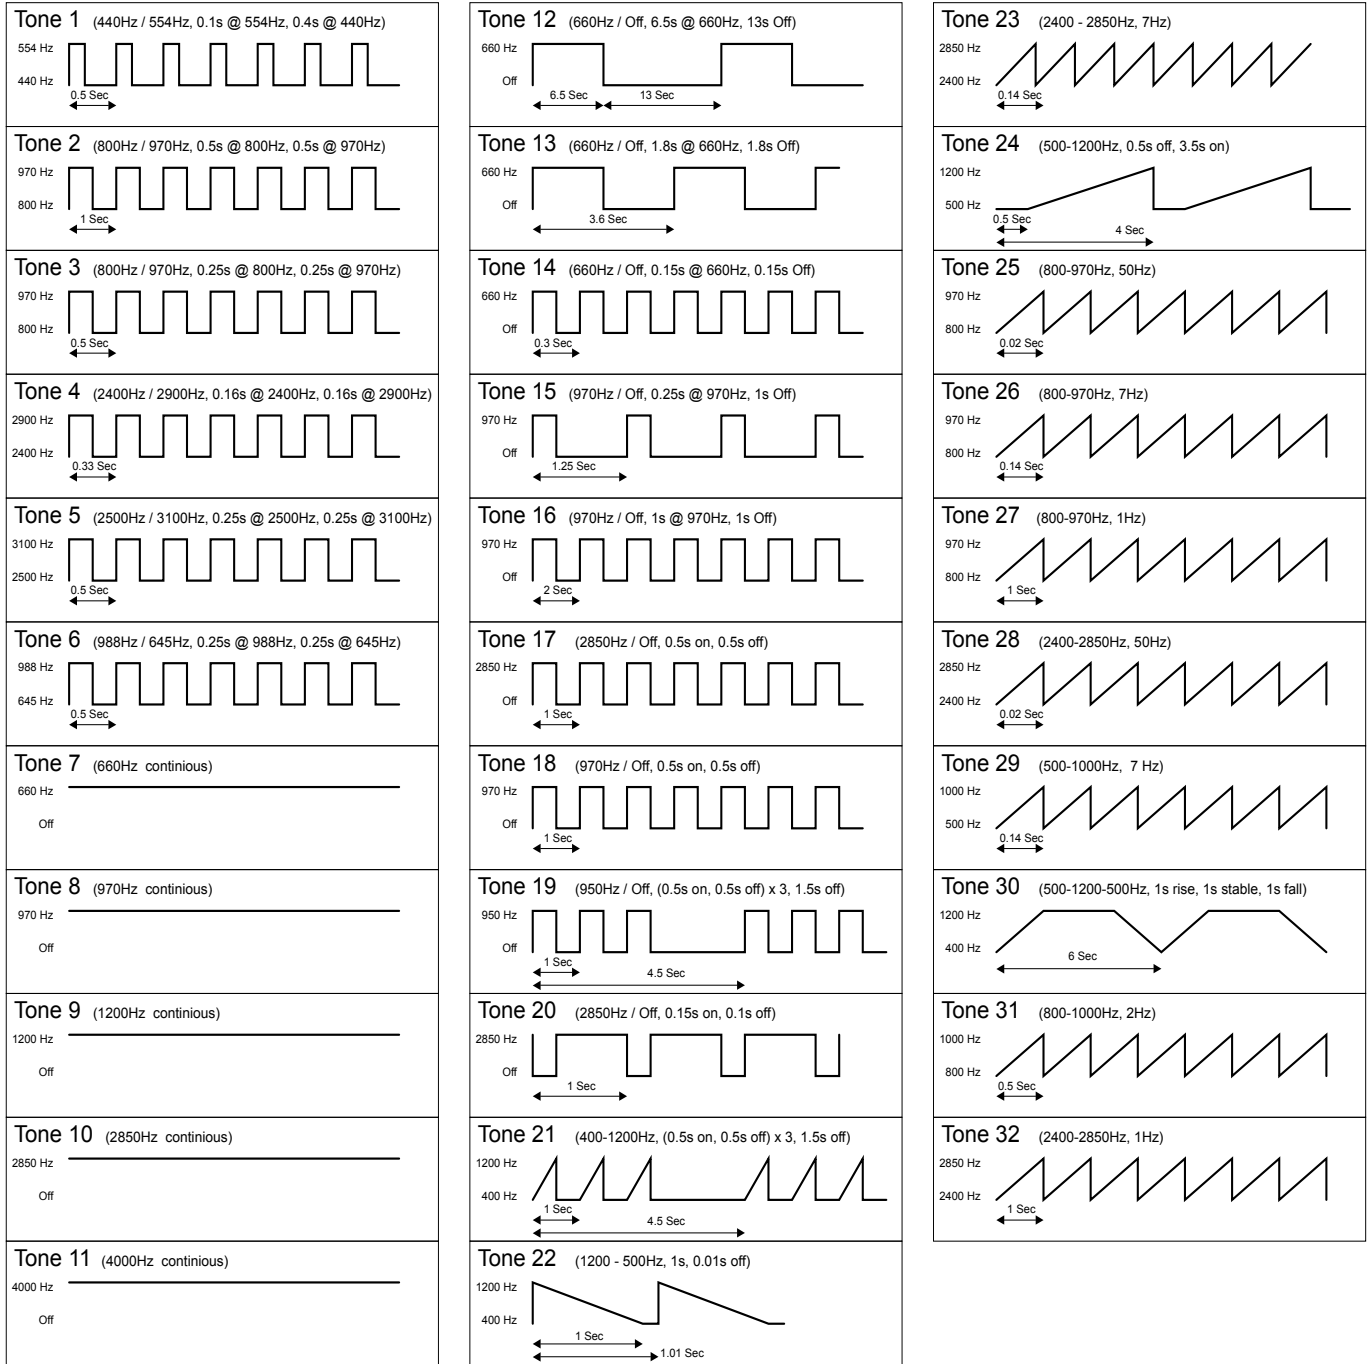 Tone 1 (440Hz / 554Hz, 0.1s @ 554Hz, 0.4s @ 440Hz)
554 Hz
440 Hz
0.5 Sec
Tone 2 (800Hz / 970Hz, 0.5s @ 800Hz, 0.5s @ 970Hz)
970 Hz
800 Hz
1 Sec
Tone 3 (800Hz / 970Hz, 0.25s @ 800Hz, 0.25s @ 970Hz)
970 Hz
800 Hz
0.5 Sec
Tone 4 (2400Hz / 2900Hz, 0.16s @ 2400Hz, 0.16s @ 2900Hz)
2900 Hz
2400 Hz
0.33 Sec
Tone 5 (2500Hz / 3100Hz, 0.25s @ 2500Hz, 0.25s @ 3100Hz)
3100 Hz
2500 Hz
0.5 Sec
Tone 6 (988Hz / 645Hz, 0.25s @ 988Hz, 0.25s @ 645Hz)
988 Hz
645 Hz
0.5 Sec
Tone 7 (660Hz continious)
660 Hz
Off
Tone 8 (970Hz continious)
970 Hz
Off
Tone 9 (1200Hz continious)
1200 Hz
Off
Tone 10 (2850Hz continious)
2850 Hz
Off
Tone 11 (4000Hz continious)
4000 Hz
Off
Tone 12 (660Hz / Off, 6.5s @ 660Hz, 13s Off)
660 Hz
Off
6.5 Sec 13 Sec
Tone 13 (660Hz / Off, 1.8s @ 660Hz, 1.8s Off)
660 Hz
Off
3.6 Sec
Tone 14 (660Hz / Off, 0.15s @ 660Hz, 0.15s Off)
660 Hz
Off
0.3 Sec
Tone 15 (970Hz / Off, 0.25s @ 970Hz, 1s Off)
970 Hz
Off
1.25 Sec
Tone 16 (970Hz / Off, 1s @ 970Hz, 1s Off)
970 Hz
Off
2 Sec
Tone 17 (2850Hz / Off, 0.5s on, 0.5s off)
2850 Hz
Off
1 Sec
Tone 18 (970Hz / Off, 0.5s on, 0.5s off)
970 Hz
Off
1 Sec
Tone 19 (950Hz / Off, (0.5s on, 0.5s off) x 3, 1.5s off)
950 Hz
Off
1 Sec
4.5 Sec
Tone 20 (2850Hz / Off, 0.15s on, 0.1s off)
2850 Hz
Off
1 Sec
Tone 21 (400-1200Hz, (0.5s on, 0.5s off) x 3, 1.5s off)
1200 Hz
400 Hz
1 Sec
4.5 Sec
Tone 22 (1200 - 500Hz, 1s, 0.01s off)
1200 Hz
400 Hz
1 Sec
1.01 Sec
Tone 23 (2400 - 2850Hz, 7Hz)
2850 Hz
2400 Hz
0.14 Sec
Tone 24 (500-1200Hz, 0.5s off, 3.5s on)
1200 Hz
500 Hz
0.5 Sec
4 Sec
Tone 25 (800-970Hz, 50Hz)
970 Hz
800 Hz
0.02 Sec
Tone 26 (800-970Hz, 7Hz)
970 Hz
800 Hz
0.14 Sec
Tone 27 (800-970Hz, 1Hz)
970 Hz
800 Hz
1 Sec
Tone 28 (2400-2850Hz, 50Hz)
2850 Hz
2400 Hz
0.02 Sec
Tone 29 (500-1000Hz, 7 Hz)
1000 Hz
500 Hz
0.14 Sec
Tone 30 (500-1200-500Hz, 1s rise, 1s stable, 1s fall)
1200 Hz
400 Hz
6 Sec
Tone 31 (800-1000Hz, 2Hz)
1000 Hz
800 Hz
0.5 Sec
Tone 32 (2400-2850Hz, 1Hz)
2850 Hz
2400 Hz
1 Sec